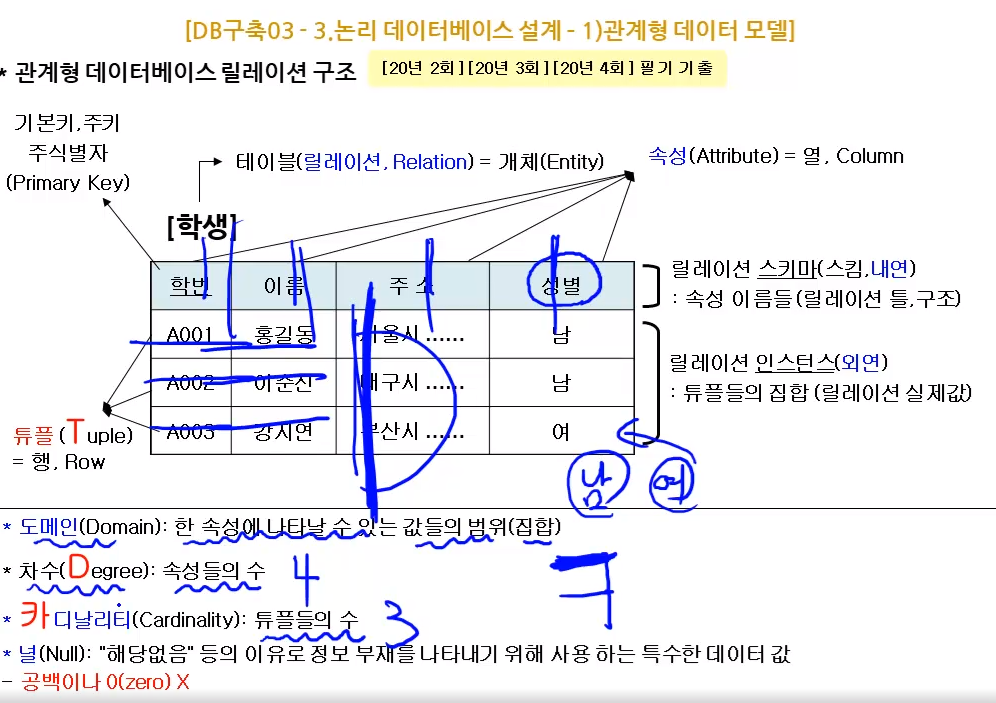 [DB구축03 - 3.논리 데이터베이스 설계 - 1)관계형 데이터 모델]
* 관계형 데이터베이스 릴레이션 구조 [20년 2회][20년 3회][20년 4회] 필기 기출
기본키,주키
주식별자
(Primary Key)
테이블(릴레이션, Relation) = 개체(Entity)
속성(Attribute) = 열, Column
[학생]
학번 이름 주소 성별
A001 홍길동 서울시 ...... 남
A002 이순신 대구시 ...... 남
A003 강지연 부산시 ...... 여
릴레이션 스키마(스킴,내연)
: 속성 이름들(릴레이션 틀,구조)
릴레이션 인스턴스(외연)
: 튜플들의 집합 (릴레이션 실제값)
튜플 (Tuple)
= 행, Row
남 여
* 도메인(Domain): 한 속성에 나타날 수 있는 값들의 범위(집합)
* 차수(Degree): 속성들의 수 4
* 카디날리티(Cardinality): 튜플들의 수 3
* 널(Null): "해당없음" 등의 이유로 정보 부재를 나타내기 위해 사용 하는 특수한 데이터 값
- 공백이나 0(zero) X